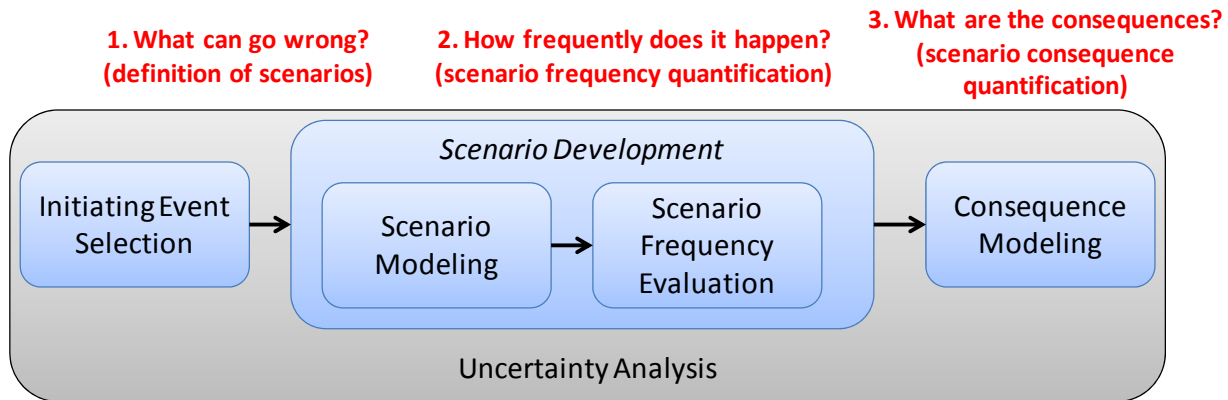 1. What can go wrong?
(definition of scenarios)
2. How frequently does it happen?
(scenario frequency quantification)
3. What are the consequences?
(scenario consequence
quantification)
Scenario Development
Initiating Event
Selection
Scenario
Modeling
Scenario
Frequency
Evaluation
Consequence
Modeling
Uncertainty Analysis